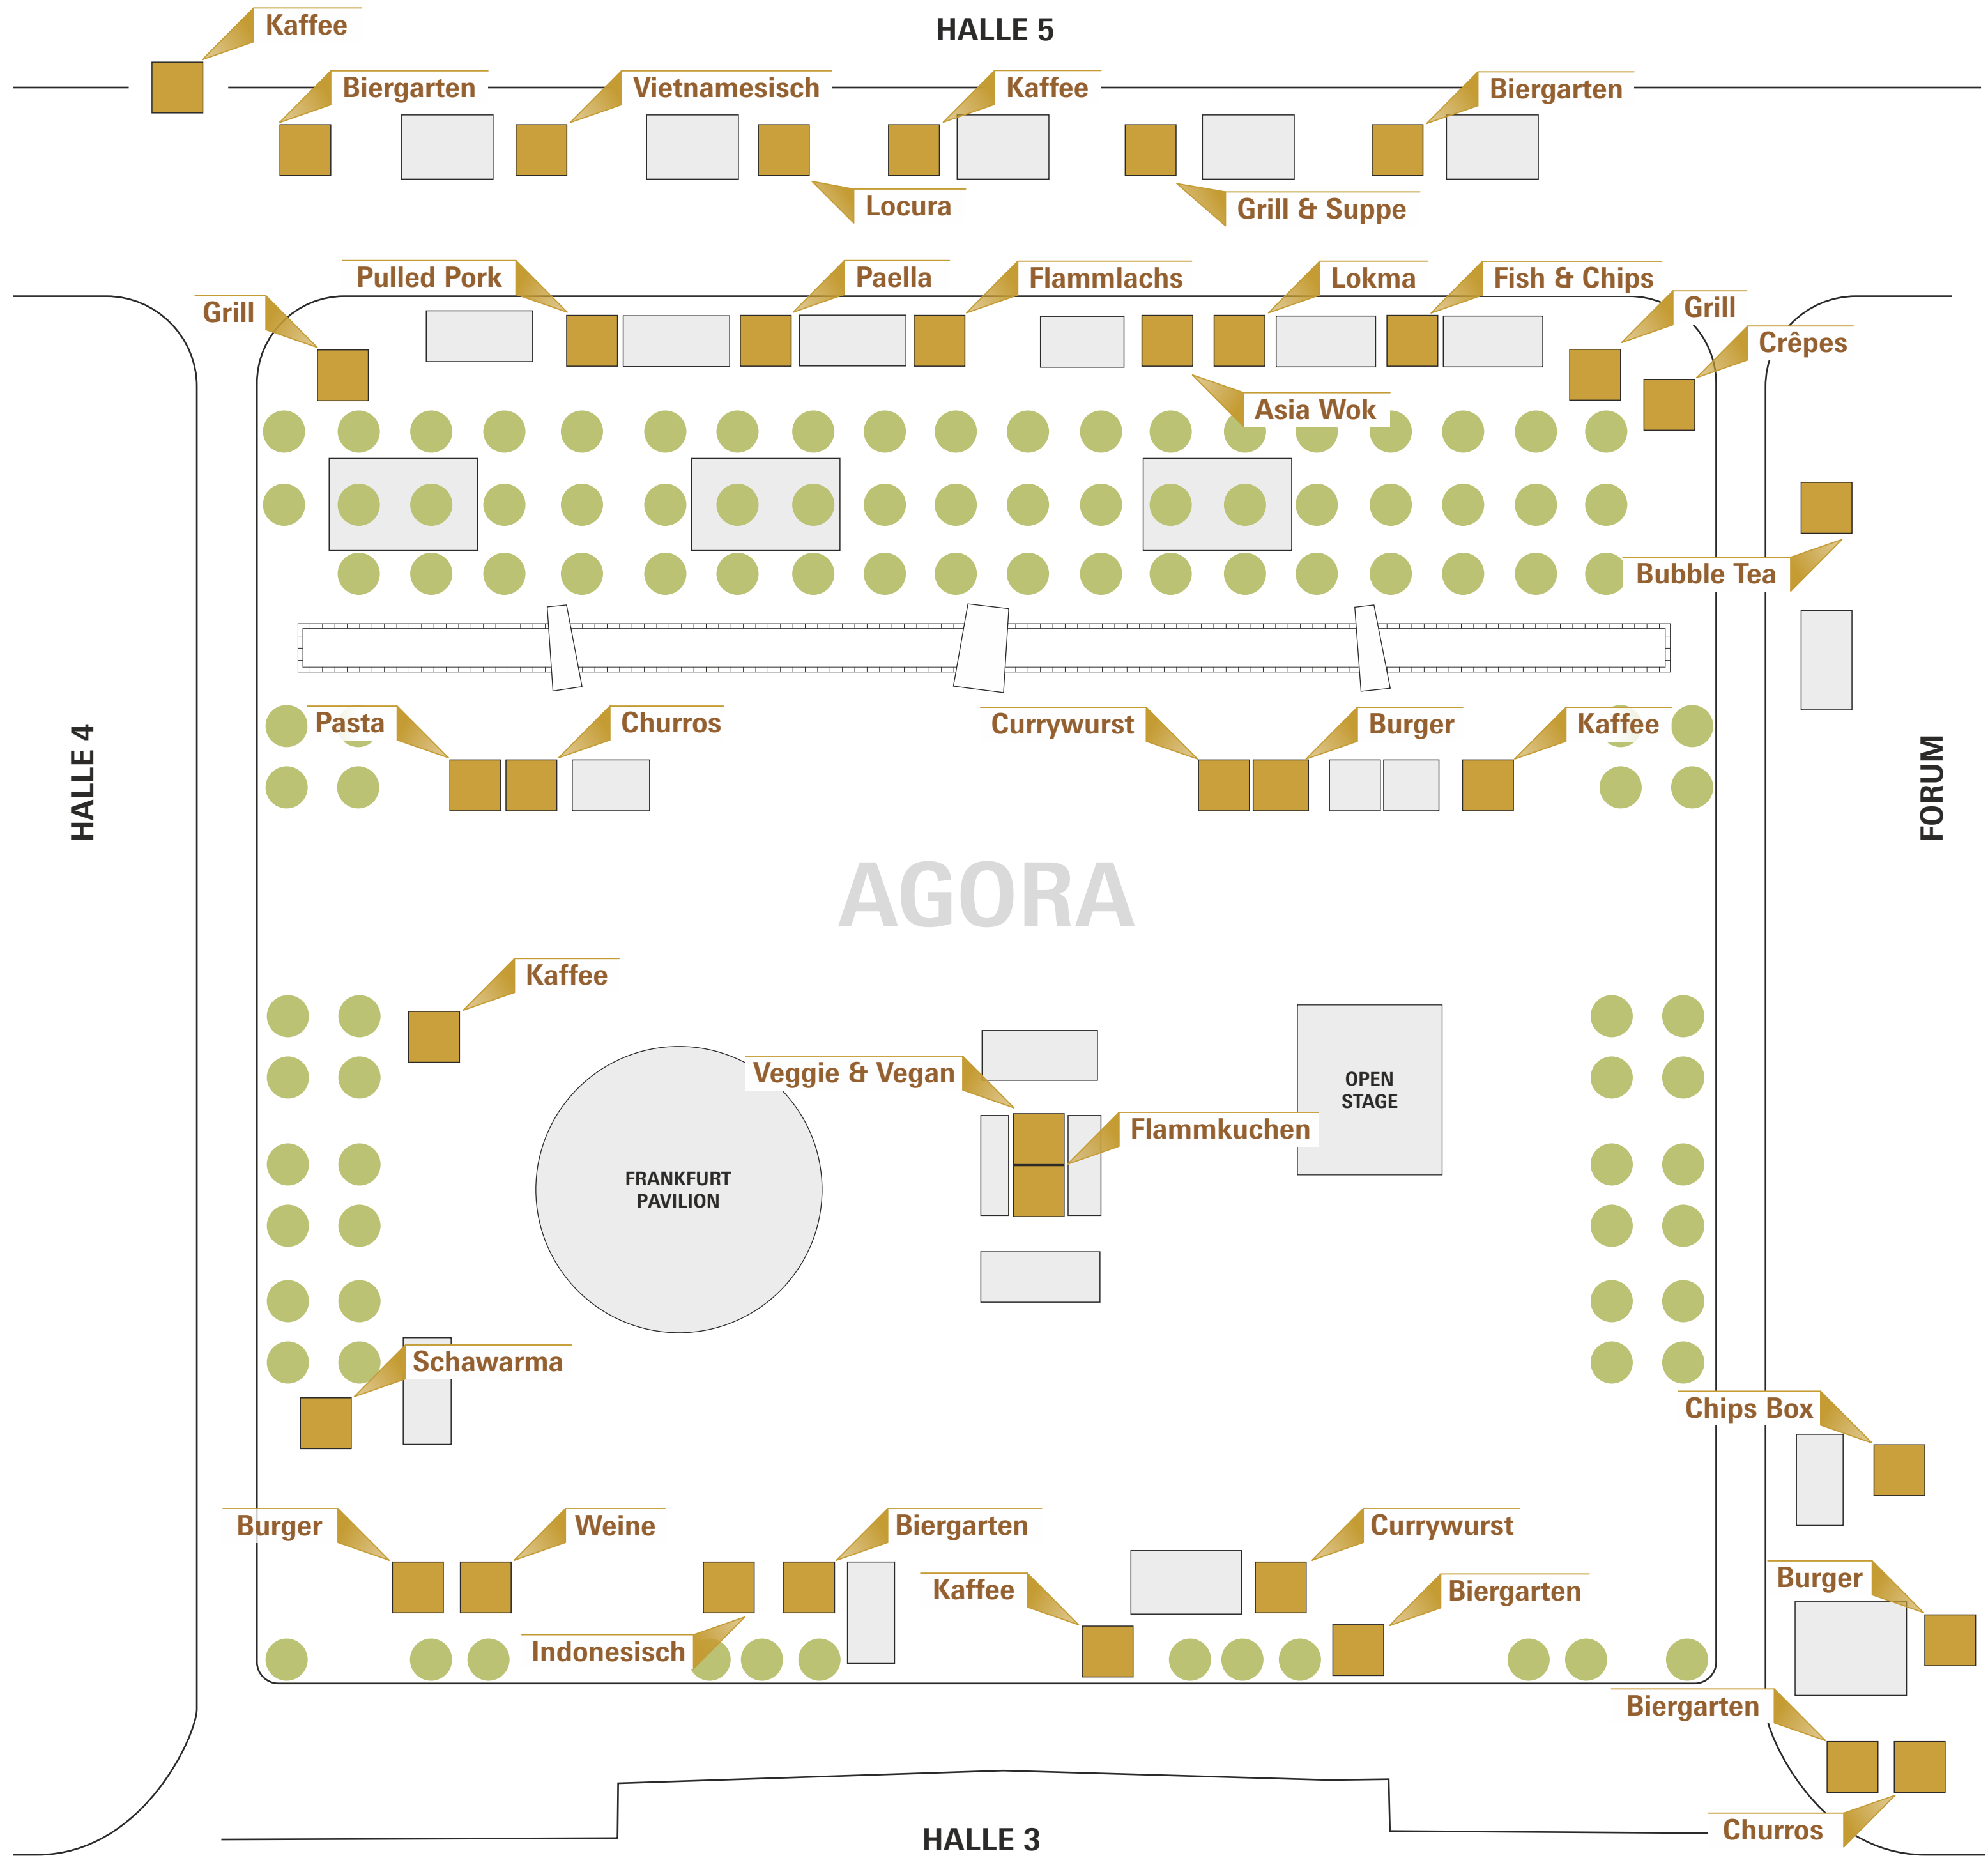 Kaffee
HALLE 5
Biergarten
Vietnamesisch
Kaffee
Biergarten
Locura
Grill & Suppe
Pulled Pork
Paella
Flammlachs
Lokma
Fish & Chips
Grill
Grill
Crêpes
Asia Wok
Bubble Tea
Pasta
Churros
Currywurst
Burger
Kaffee
HALLE 4
FORUM
AGORA
Kaffee
Veggie & Vegan
OPEN
STAGE
Flammkuchen
FRANKFURT
PAVILION
Schawarma
Chips Box
Burger
Weine
Biergarten
Currywurst
Kaffee
Biergarten
Burger
Indonesisch
Biergarten
Churros
HALLE 3